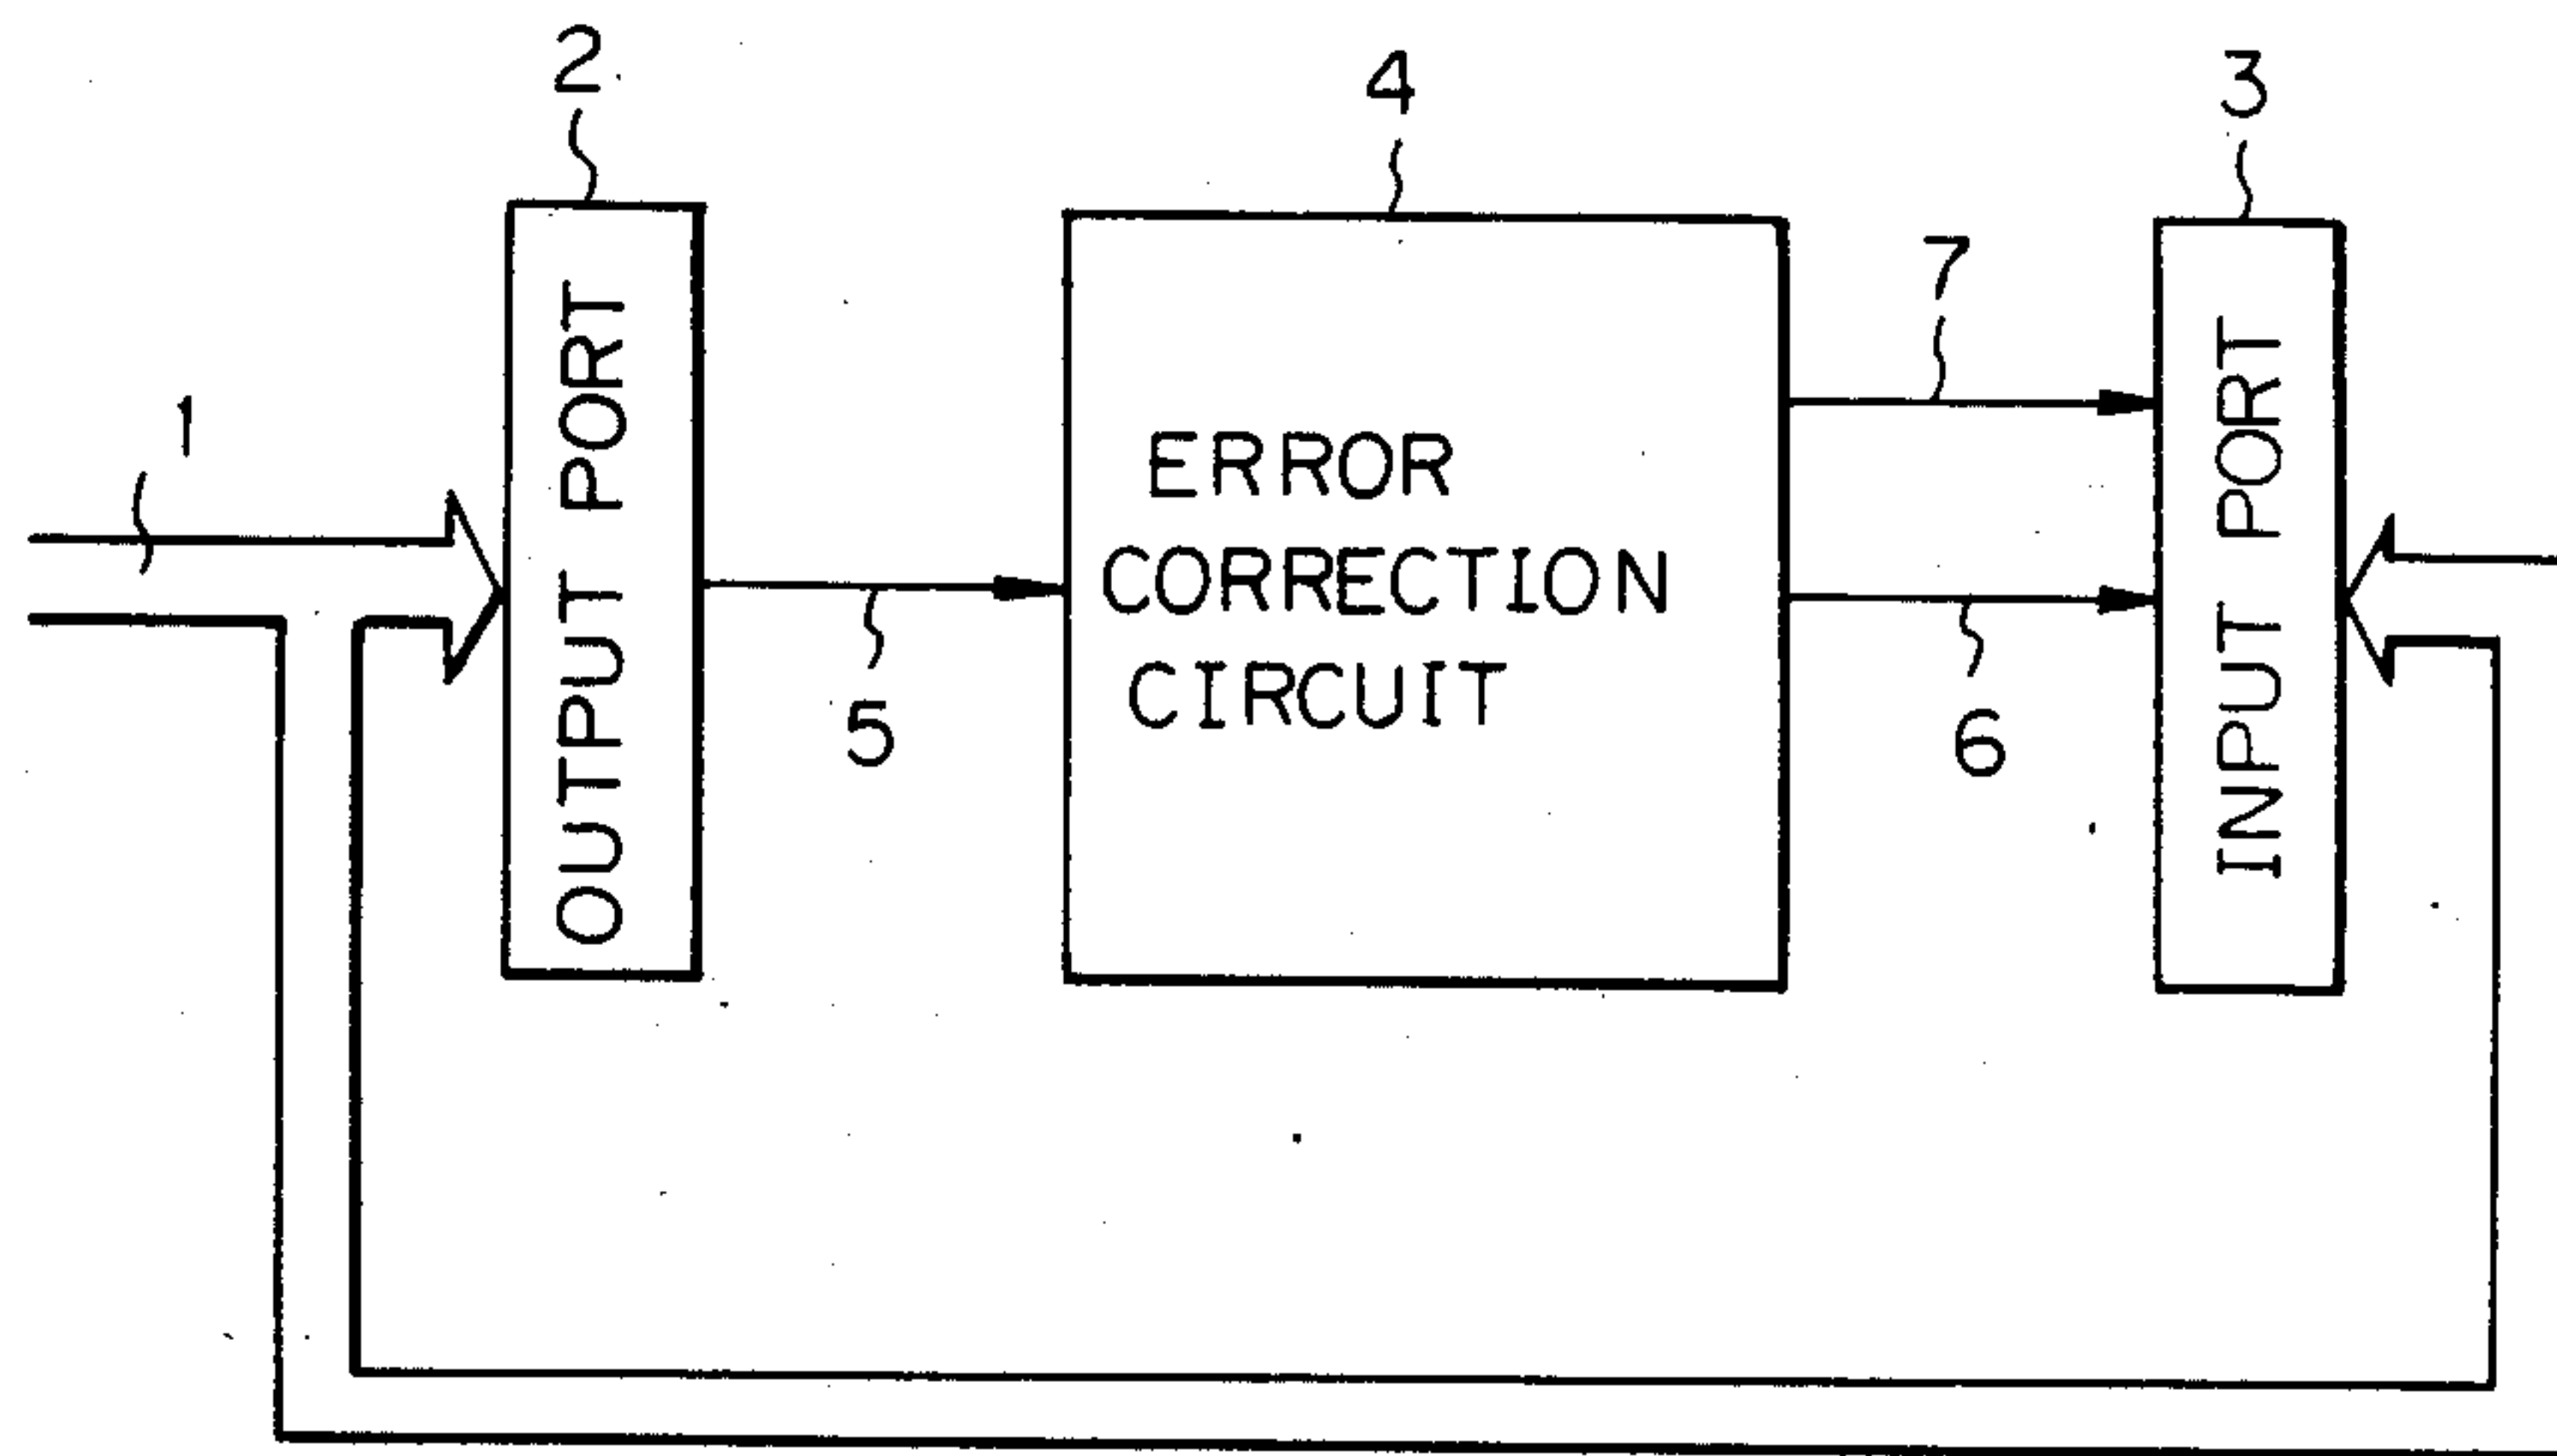 2
4
3
7
1
OUTPUT PORT
ERROR
CORRECTION
CIRCUIT
INPUT PORT
5
6